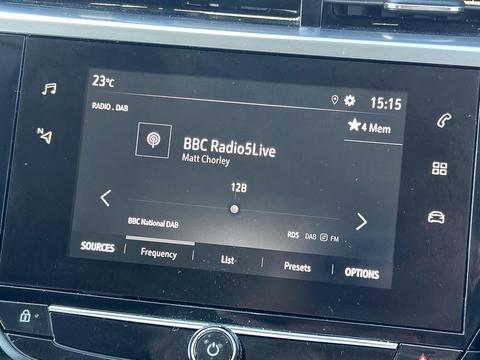 23°C 15:15
RADIO . DAB
★4 Mem
BBC Radio5Live
Matt Chorley
12B
BBC National DAB
RDS DAB FM
SOURCES Frequency List Presets OPTIONS
N